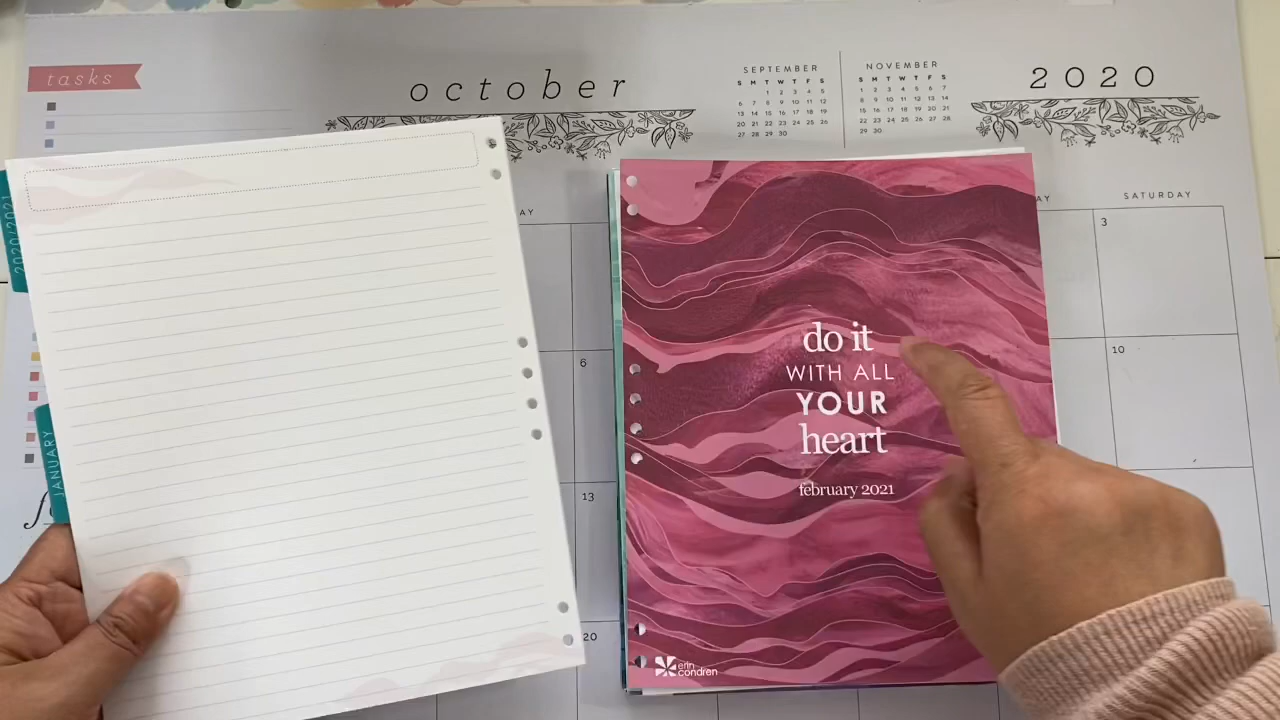 tasks
october
SEPTEMBER
S M T W T F S
1 2 3 4 5
6 7 8 9 10 11 12
13 14 15 16 17 18 19
20 21 22 23 24 25 26
27 28 29 30
NOVEMBER
S M T W T F S
1 2 3 4 5 6 7
8 9 10 11 12 13 14
15 16 17 18 19 20 21
22 23 24 25 26 27 28
29 30
2020
AY
AY
SATURDAY
3
6
10
13
20
2020/2021
JANUARY
do it
WITH ALL
YOUR
heart
february 2021
erin
condren